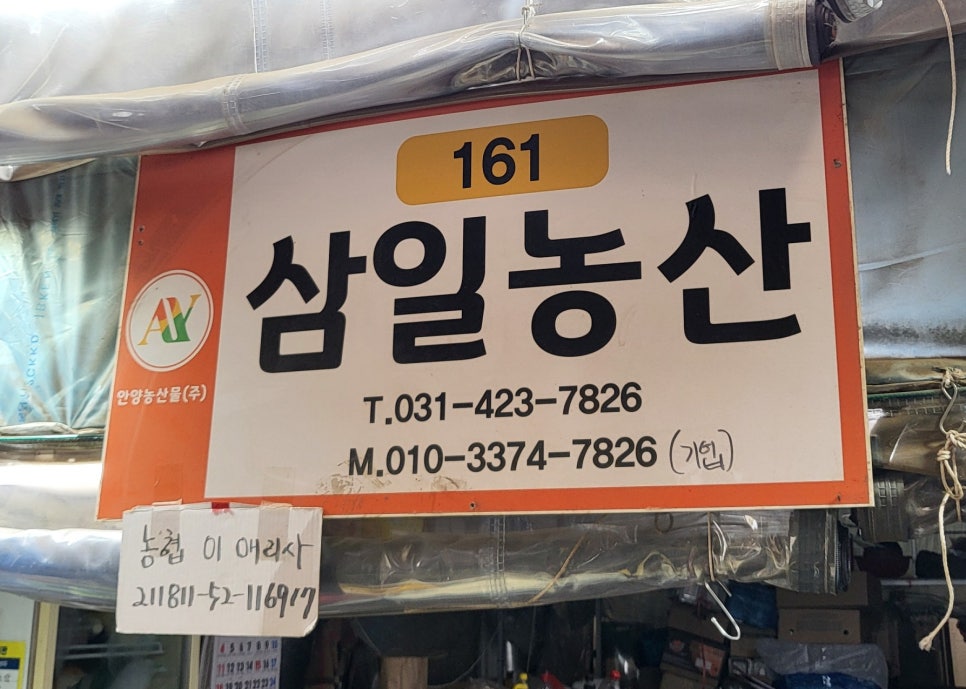 161
삼일농산
AY
안양농산물(주)
T.031-423-7826
M.010-3374-7826 (기업)
농협 이애리사
211811-52-116917